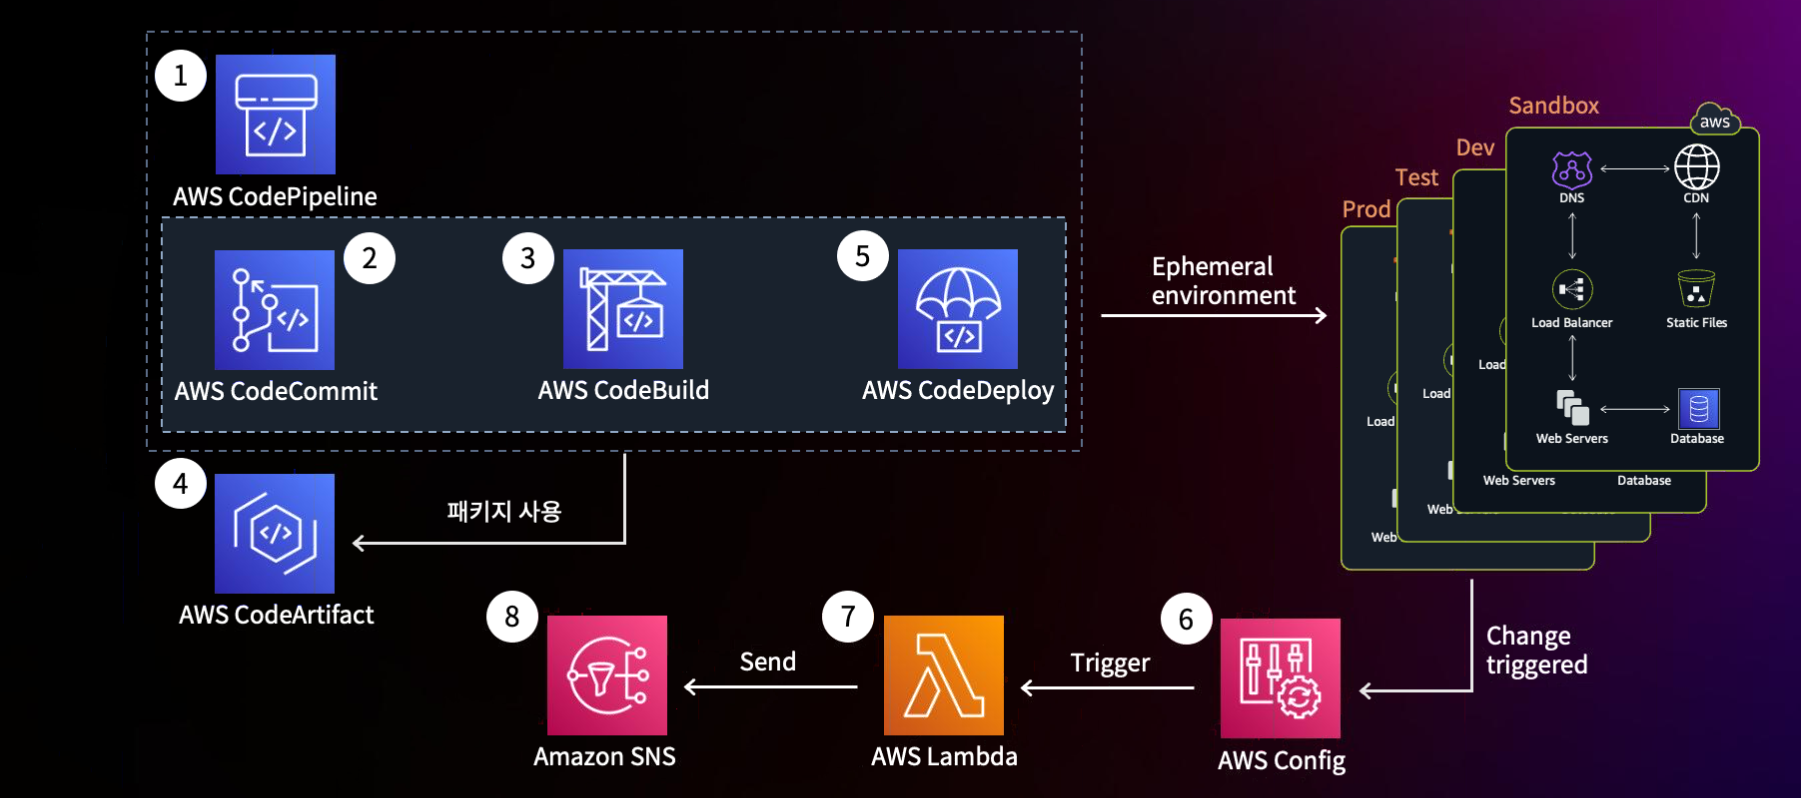 1
AWS CodePipeline
2
AWS CodeCommit
3
AWS CodeBuild
5
AWS CodeDeploy
4
AWS CodeArtifact
패키지 사용
Ephemeral
environment
Sandbox
aws
DNS
CDN
Load Balancer
Static Files
Web Servers
Database
Dev
Load
Web Servers
Database
Test
Load
Web
Prod
Load
Web
Change
triggered
6
AWS Config
Trigger
7
AWS Lambda
Send
8
Amazon SNS